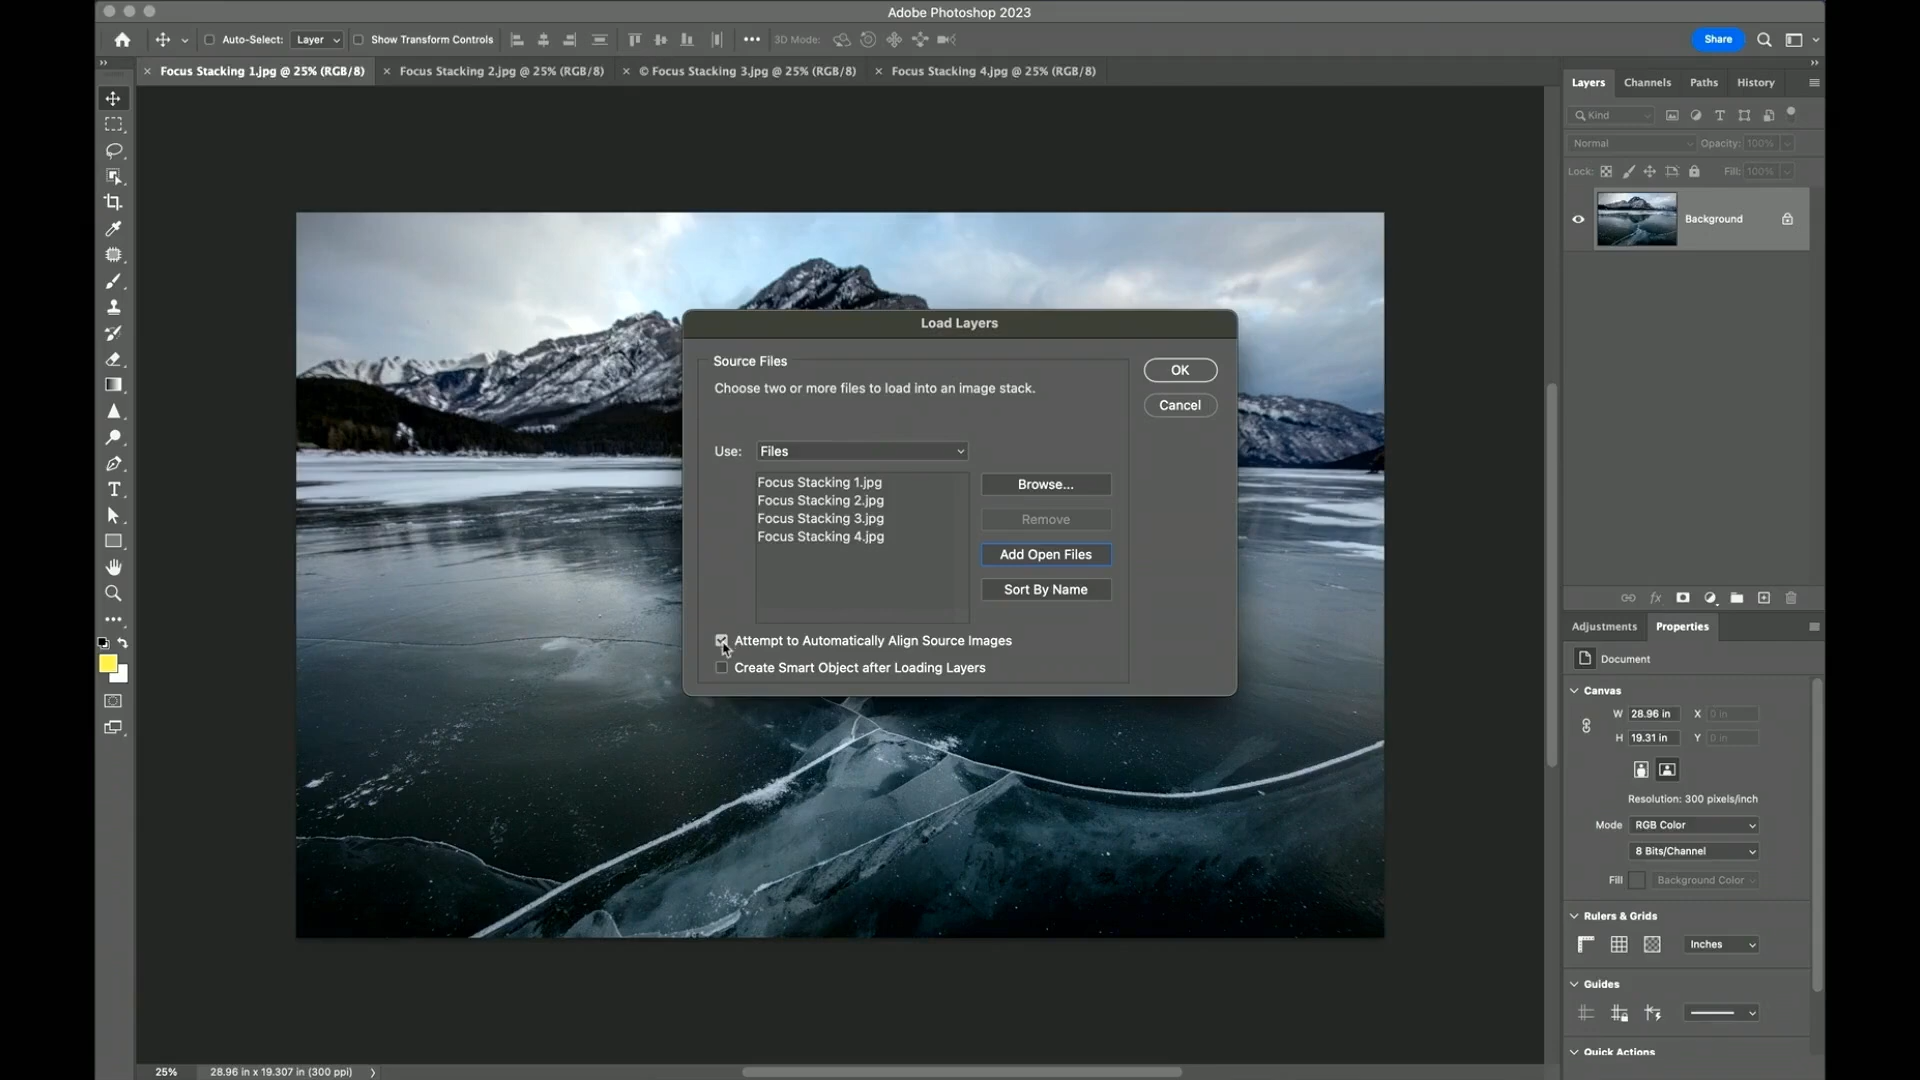 Adobe Photoshop 2023
Auto-Select: Layer Show Transform Controls ••• 3D Mode: Share
Focus Stacking 1.jpg @ 25% (RGB/8) Focus Stacking 2.jpg @ 25% (RGB/8) © Focus Stacking 3.jpg @ 25% (RGB/8) Focus Stacking 4.jpg @ 25% (RGB/8)
Layers Channels Paths History
Kind
Normal Opacity: 100%
Lock: Fill: 100%
Background
Load Layers
Source Files
Choose two or more files to load into an image stack.
OK
Cancel
Use: Files
Focus Stacking 1.jpg
Focus Stacking 2.jpg
Focus Stacking 3.jpg
Focus Stacking 4.jpg
Browse...
Remove
Add Open Files
Sort By Name
Attempt to Automatically Align Source Images
Create Smart Object after Loading Layers
fx
Adjustments Properties
Document
Canvas
W 28.96 in X 0 in
H 19.31 in Y 0 in
Resolution: 300 pixels/inch
Mode RGB Color
8 Bits/Channel
Fill Background Color
Rulers & Grids
Inches
Guides
Quick Actions
25% 28.96 in x 19.307 in (300 ppi)